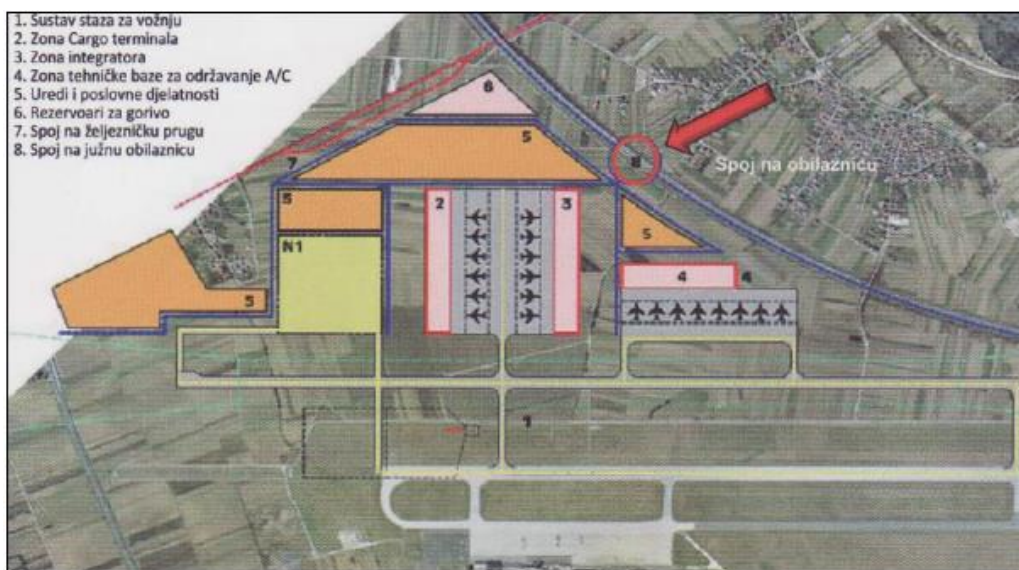 1. Sustav staza za vožnju
2. Zona Cargo terminala
3. Zona integratora
4. Zona tehničke baze za održavanje A/C
5. Uredi i poslovne djelatnosti
6. Rezervoari za gorivo
7. Spoj na željezničku prugu
8. Spoj na južnu obilaznicu
6
5
7
8
Spoj na obilaznicu
5
2
3
5
N1
4
4
5
1